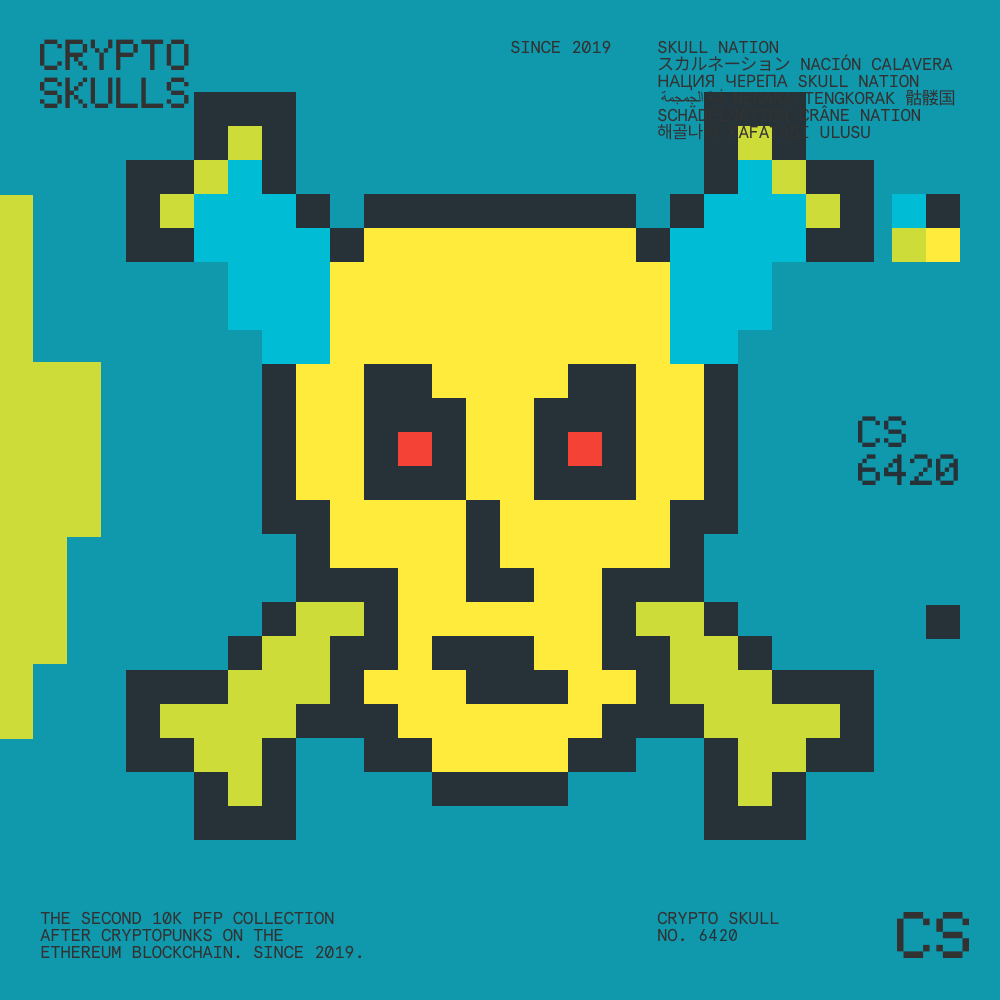 CRYPTO
SKULLS
SINCE 2019
SKULL NATION
スカルネーション NACIÓN CALAVERA
НАЦИЯ ЧЕРЕПА SKULL NATION
TENGKORAK 骷髅国
CRÂNE NATION
ULUSU
CS
6420
THE SECOND 10K PFP COLLECTION
AFTER CRYPTOPUNKS ON THE
ETHEREUM BLOCKCHAIN. SINCE 2019.
CRYPTO SKULL
NO. 6420
CS